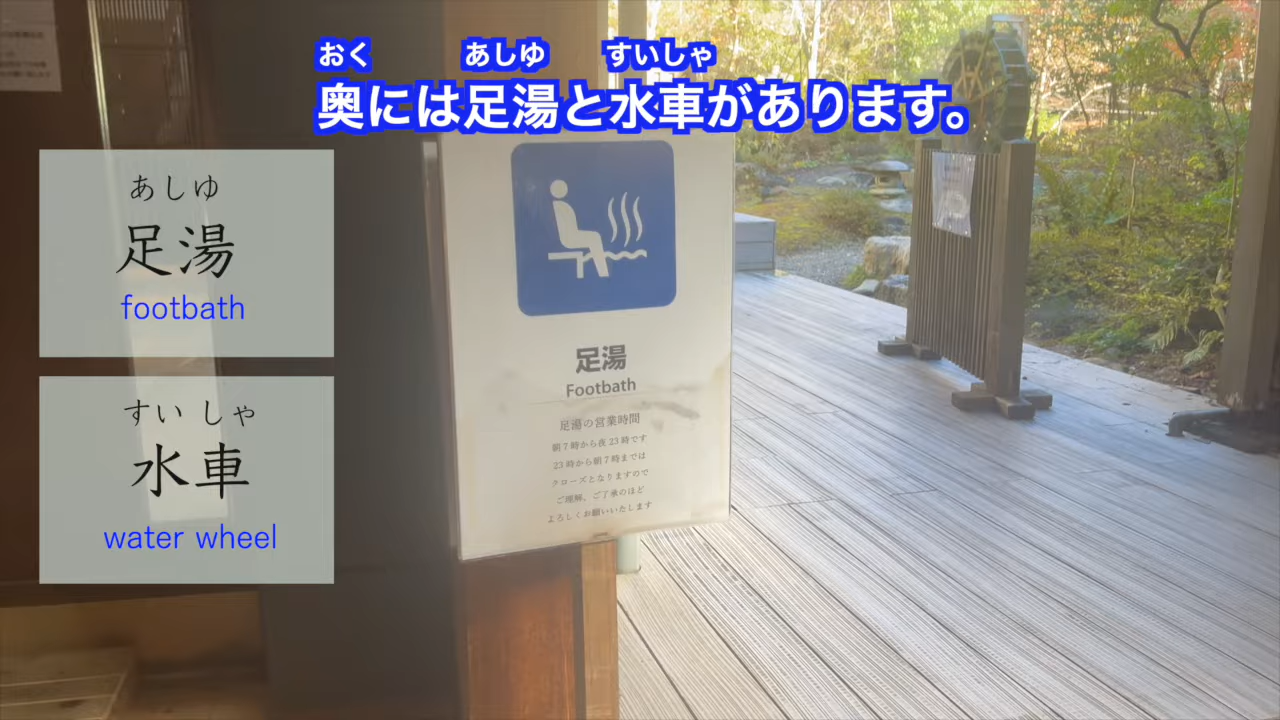 おく あしゆ すいしゃ
奥には足湯と水車があります。
あしゆ
足湯
footbath
すい しゃ
水車
water wheel
足湯
Footbath
足湯の営業時間
朝7時から夜23時です
23時から朝7時までは
クローズとなりますので
ご理解、ご了承のほど
よろしくお願いいたします